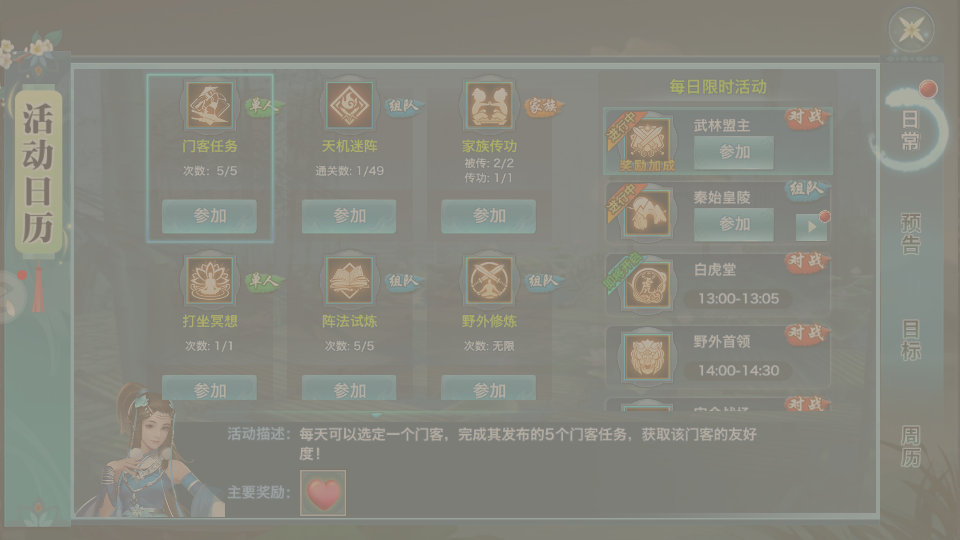 活动日历
单人
门客任务
次数：5/5
参加
组队
天机迷阵
通关数：1/49
参加
家族
家族传功
被传：2/2
传功：1/1
参加
单人
打坐冥想
次数：1/1
参加
组队
阵法试炼
次数：5/5
参加
组队
野外修炼
次数：无限
参加
每日限时活动
进行中
奖励加成
武林盟主
对战
参加
进行中
秦始皇陵
组队
参加
白虎堂
对战
13:00-13:05
野外首领
对战
14:00-14:30
对战
日常
预告
目标
周历
活动描述：每天可以选定一个门客，完成其发布的5个门客任务，获取该门客的友好
度！
主要奖励：